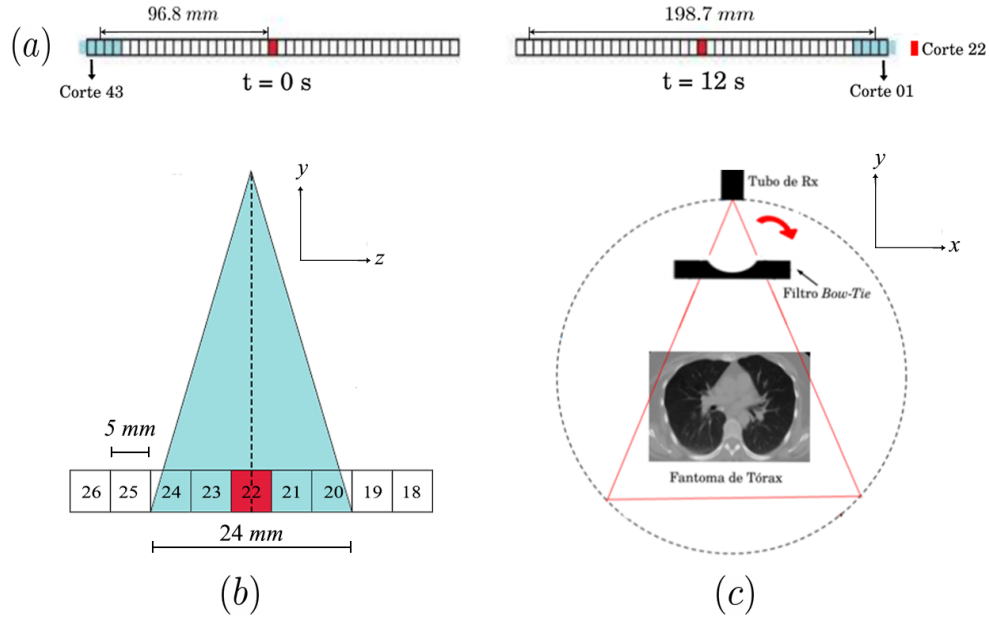 (a)
96.8 mm
198.7 mm
Corte 22
Corte 43
t = 0 s
t = 12 s
Corte 01
y
z
5 mm
26 25 24 23 22 21 20 19 18
24 mm
(b)
y
x
Tubo de Rx
Filtro Bow-Tie
Fantoma de Tórax
(c)